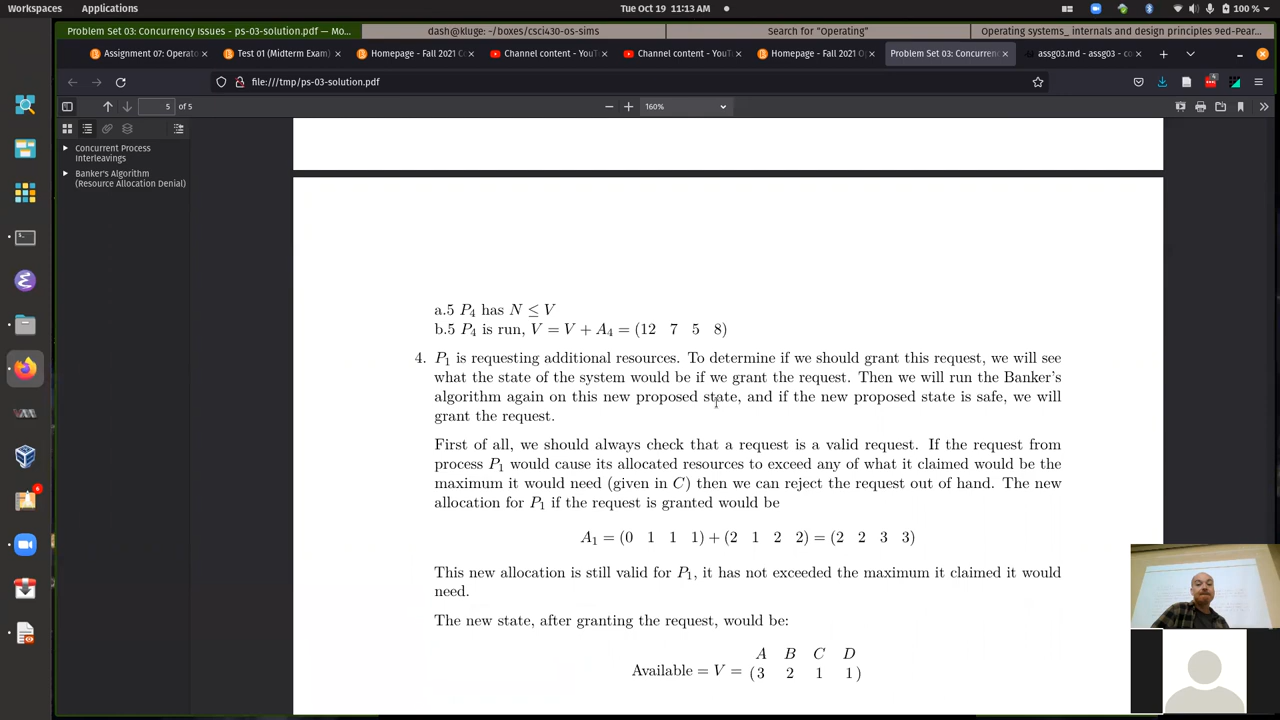 Workspaces Applications Tue Oct 19 11:13 AM 100 %
Problem Set 03: Concurrency Issues - ps-03-solution.pdf — Mo... dash@kluge: ~/boxes/csci430-os-sims Search for "Operating" Operating systems_ internals and design principles 9ed-Pear...
Assignment 07: Operato Test 01 (Midterm Exam) Homepage - Fall 2021 Co Channel content - YouT Channel content - YouT Homepage - Fall 2021 O Problem Set 03: Concurrenc assg03.md - assg03 - co
file:///tmp/ps-03-solution.pdf
5 of 5 160%
Concurrent Process
Interleavings
Banker's Algorithm
(Resource Allocation Denial)
a.5 P₄ has N ≤ V
b.5 P₄ is run, V = V + A₄ = (12 7 5 8)
4. P₁ is requesting additional resources. To determine if we should grant this request, we will see
what the state of the system would be if we grant the request. Then we will run the Banker's
algorithm again on this new proposed state, and if the new proposed state is safe, we will
grant the request.
First of all, we should always check that a request is a valid request. If the request from
process P₁ would cause its allocated resources to exceed any of what it claimed would be the
maximum it would need (given in C) then we can reject the request out of hand. The new
allocation for P₁ if the request is granted would be
A₁ = (0 1 1 1) + (2 1 2 2) = (2 2 3 3)
This new allocation is still valid for P₁, it has not exceeded the maximum it claimed it would
need.
The new state, after granting the request, would be:
A B C D
Available = V = (3 2 1 1)